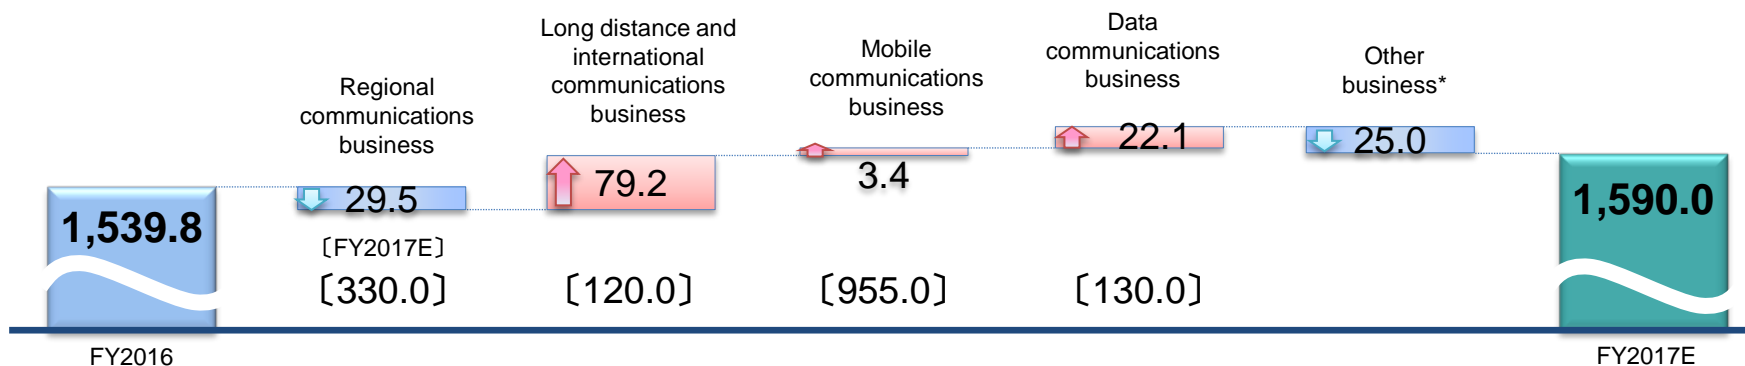 Regional
communications
business
Long distance and
international
communications
business
Mobile
communications
business
Data
communications
business
Other
business*
1,539.8
29.5
79.2
3.4
22.1
25.0
1,590.0
〔FY2017E〕
〔330.0〕
〔120.0〕
〔955.0〕
〔130.0〕
FY2016
FY2017E